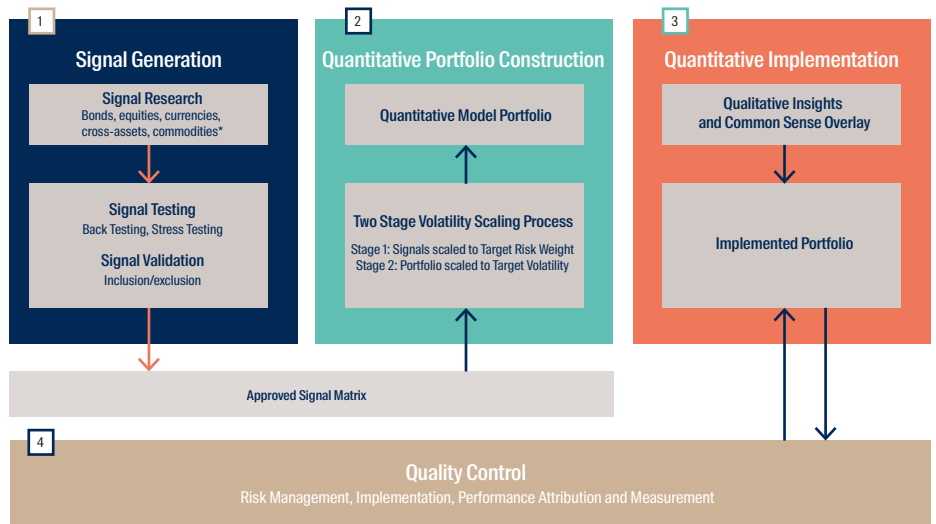 1
Signal Generation
Signal Research
Bonds, equities, currencies,
cross-assets, commodities*
Signal Testing
Back Testing, Stress Testing
Signal Validation
Inclusion/exclusion
2
Quantitative Portfolio Construction
Quantitative Model Portfolio
Two Stage Volatility Scaling Process
Stage 1: Signals scaled to Target Risk Weight
Stage 2: Portfolio scaled to Target Volatility
Approved Signal Matrix
3
Quantitative Implementation
Qualitative Insights
and Common Sense Overlay
Implemented Portfolio
4
Quality Control
Risk Management, Implementation, Performance Attribution and Measurement